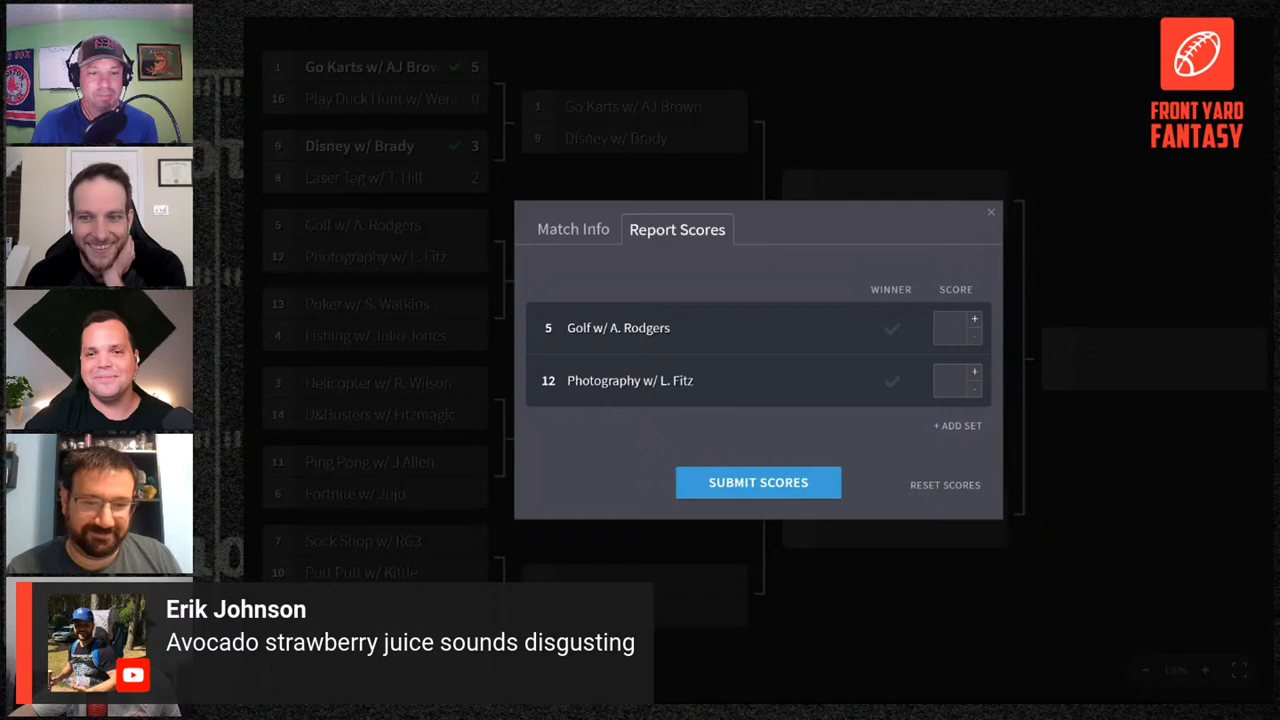 FRONT YARD
FANTASY
1 Go Karts w/ AJ Brow 5
16 Play Duck Hunt w/ Wen 0
9 Disney w/ Brady 3
8 Laser Tag w/ T. Hill 2
1 Go Karts w/ AJ Brown
9 Disney w/ Brady
5 Golf w/ A. Rodgers
12 Photography w/ L. Fitz
13 Poker w/ S. Watkins
4 Fishing w/ Julio Jones
3 Helicopter w/ R. Wilson
14 D&Busters w/ Fitzmagic
11 Ping Pong w/ J Allen
6 Fortnite w/ Juju
7 Sock Shop w/ RG3
10 Putt Putt w/ Kittle
Match Info
Report Scores
WINNER SCORE
5 Golf w/ A. Rodgers
12 Photography w/ L. Fitz
+ ADD SET
SUBMIT SCORES
RESET SCORES
Erik Johnson
Avocado strawberry juice sounds disgusting